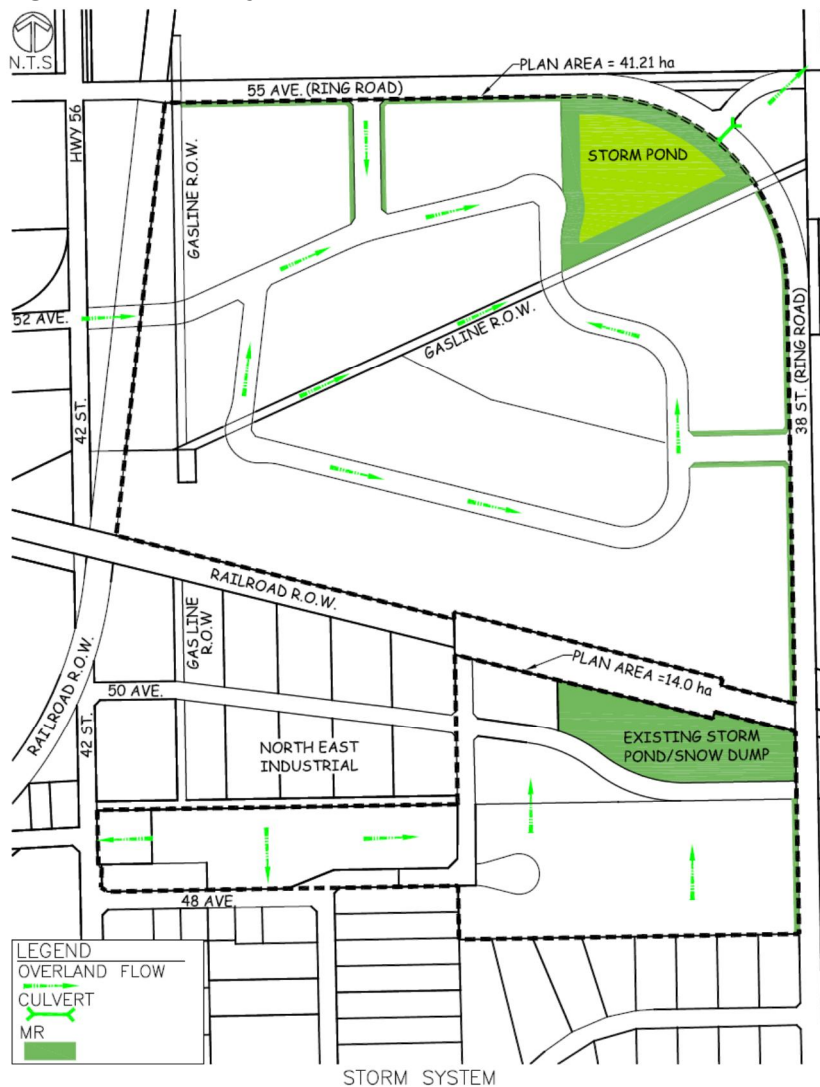 N.T.S
PLAN AREA = 41.21 ha
55 AVE. (RING ROAD)
HWY 56
GASLINE R.O.W.
STORM POND
52 AVE.
GASLINE R.O.W.
38 ST. (RING ROAD)
42 ST.
RAILROAD R.O.W.
GAS LINE
R.O.W
PLAN AREA =14.0 ha
RAILROAD R.O.W.
50 AVE.
42 ST.
NORTH EAST
INDUSTRIAL
EXISTING STORM
POND/SNOW DUMP
48 AVE.
LEGEND
OVERLAND FLOW
CULVERT
MR
STORM SYSTEM